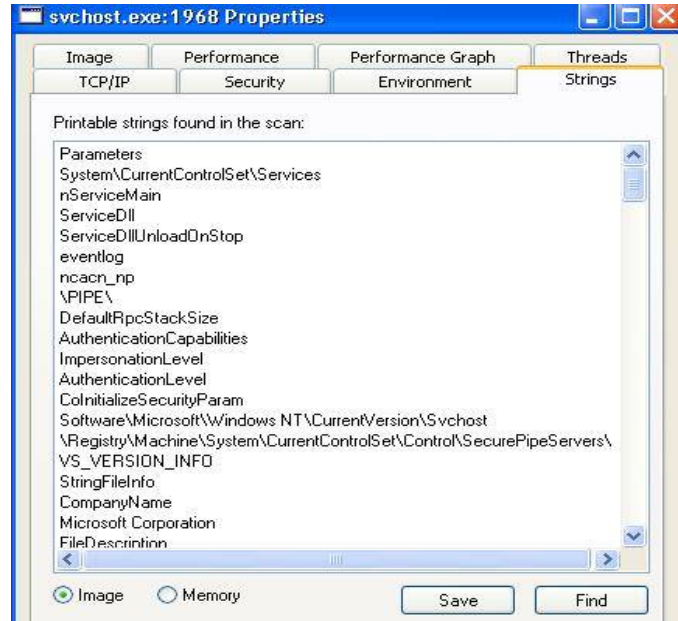 svchost.exe:1968 Properties
Image Performance Performance Graph Threads
TCP/IP Security Environment Strings
Printable strings found in the scan:
Parameters
System\CurrentControlSet\Services
nServiceMain
ServiceDll
ServiceDllUnloadOnStop
eventlog
ncacn_np
\PIPE\
DefaultRpcStackSize
AuthenticationCapabilities
ImpersonationLevel
AuthenticationLevel
CoInitializeSecurityParam
Software\Microsoft\Windows NT\CurrentVersion\Svchost
\Registry\Machine\System\CurrentControlSet\Control\SecurePipeServers\
VS_VERSION_INFO
StringFileInfo
CompanyName
Microsoft Corporation
FileDescription
Image Memory Save Find